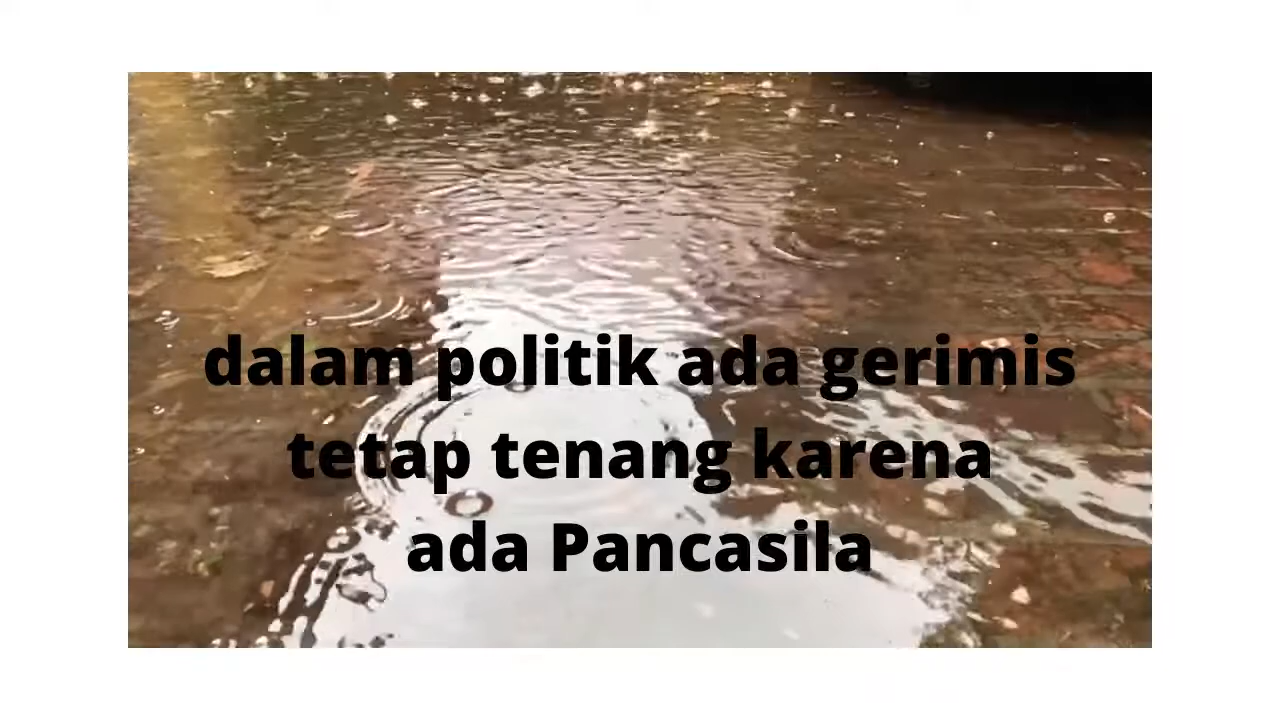 dalam politik ada gerimis
tetap tenang karena
ada Pancasila